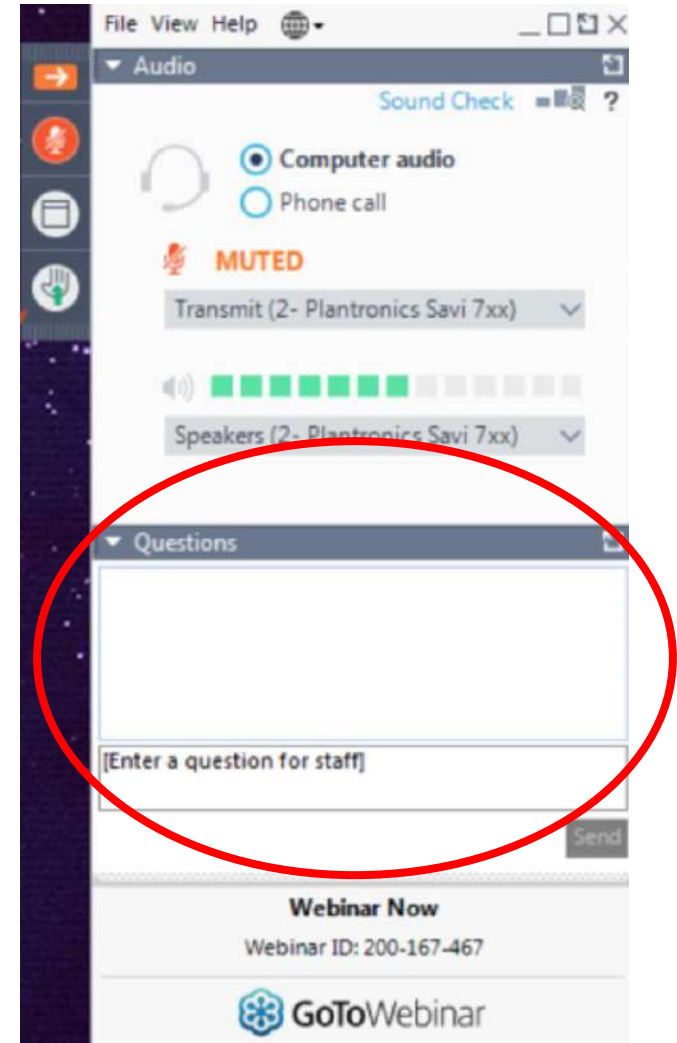 File View Help
Audio
Sound Check ?
Computer audio
Phone call
MUTED
Transmit (2- Plantronics Savi 7xx)
Speakers (2- Plantronics Savi 7xx)
Questions
[Enter a question for staff]
Send
Webinar Now
Webinar ID: 200-167-467
GoToWebinar